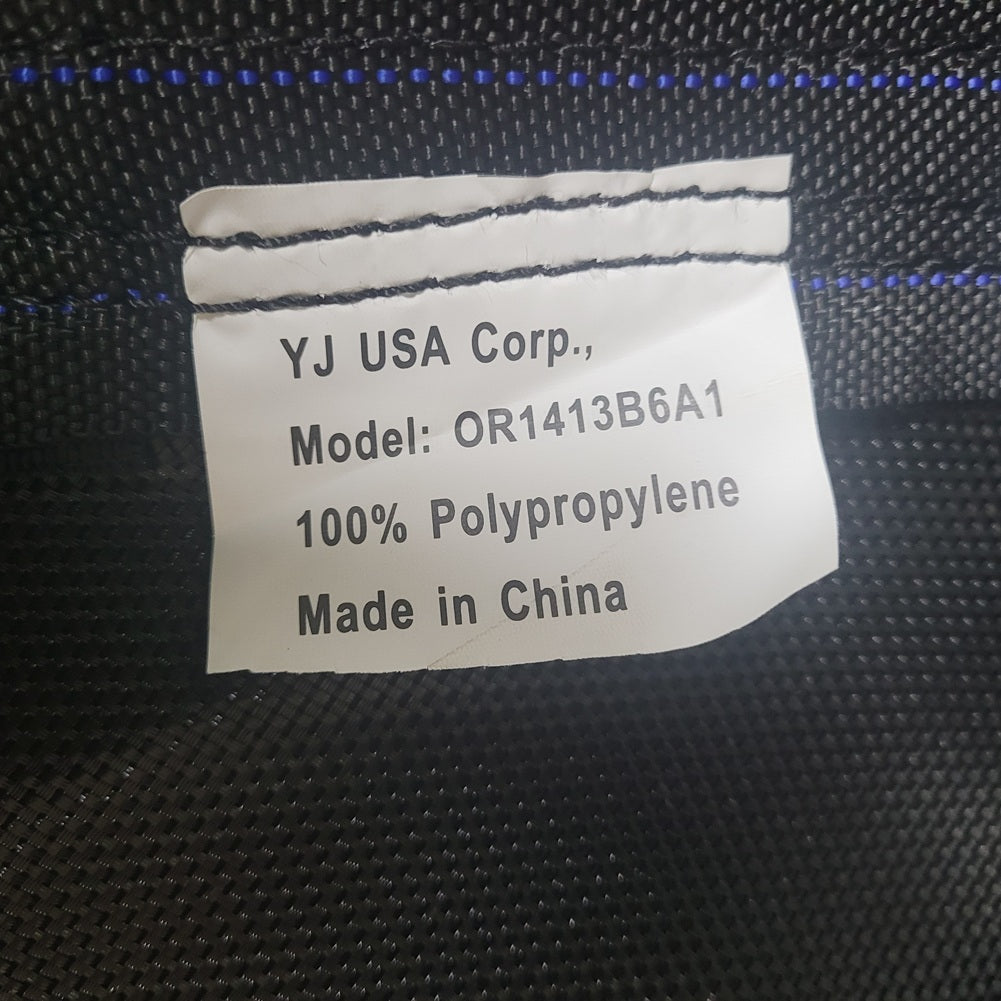 YJ USA Corp.,
Model: OR1413B6A1
100% Polypropylene
Made in China